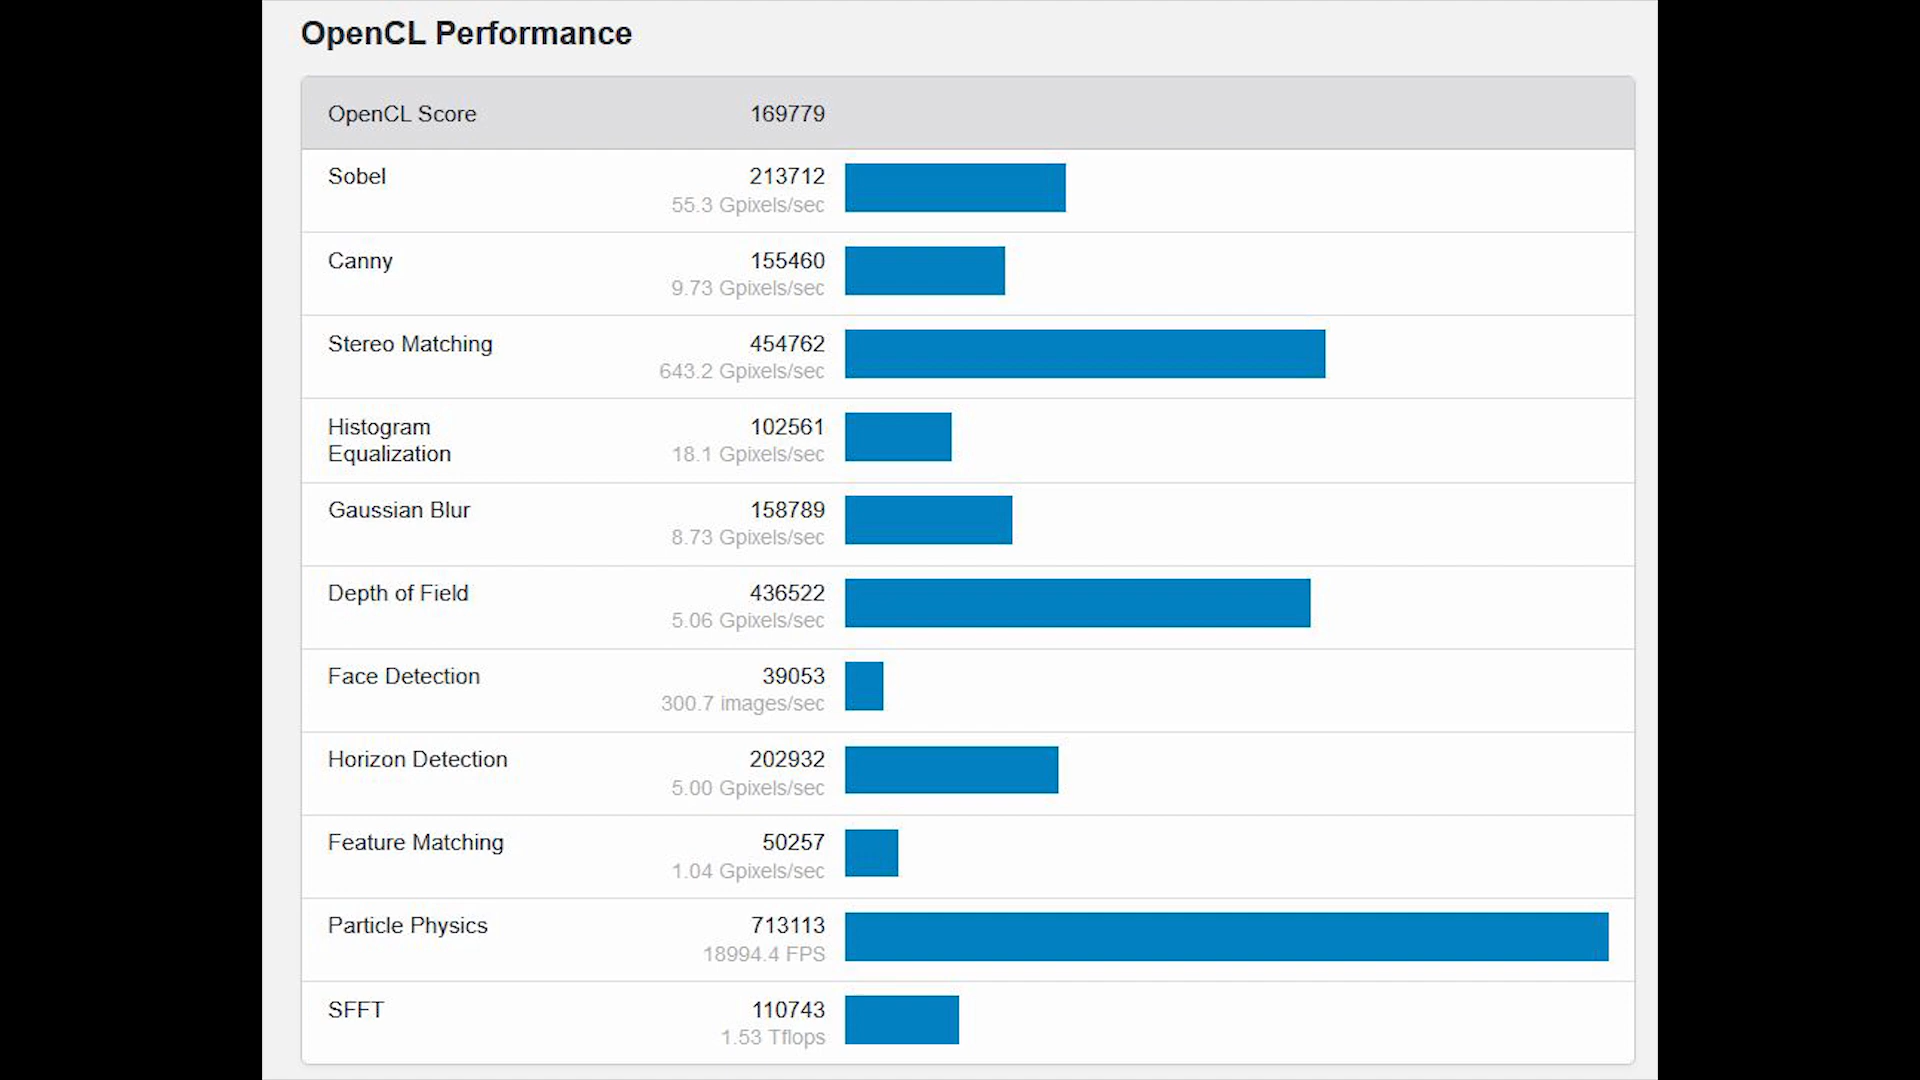 OpenCL Performance
OpenCL Score 169779
Sobel 213712
55.3 Gpixels/sec
Canny 155460
9.73 Gpixels/sec
Stereo Matching 454762
643.2 Gpixels/sec
Histogram 102561
Equalization 18.1 Gpixels/sec
Gaussian Blur 158789
8.73 Gpixels/sec
Depth of Field 436522
5.06 Gpixels/sec
Face Detection 39053
300.7 images/sec
Horizon Detection 202932
5.00 Gpixels/sec
Feature Matching 50257
1.04 Gpixels/sec
Particle Physics 713113
18994.4 FPS
SFFT 110743
1.53 Tflops